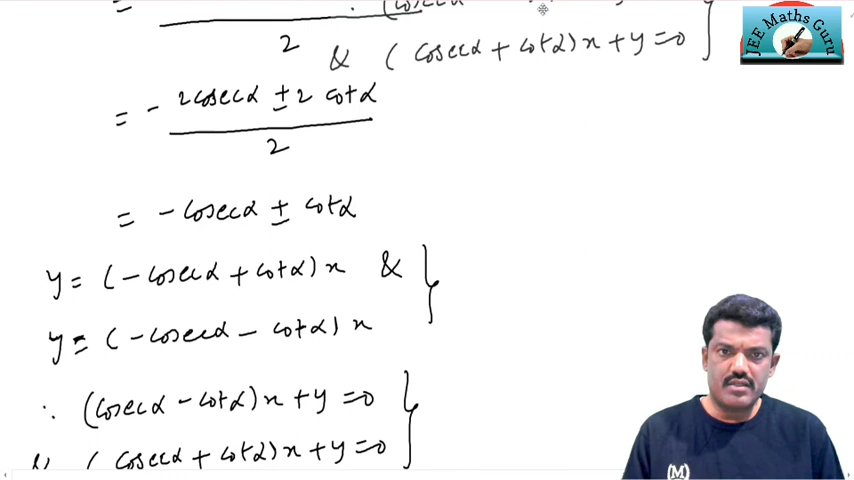 =
2
& (cosecα + cotα)x + y = 0
JEE Maths Guru
= - 2cosecα ± 2 cotα
2
= - cosecα ± cotα
y = (- cosecα + cotα) x &
y = (- cosecα - cotα) x
∴ (cosecα - cotα)x + y = 0
& (cosecα + cotα)x + y = 0
(M)